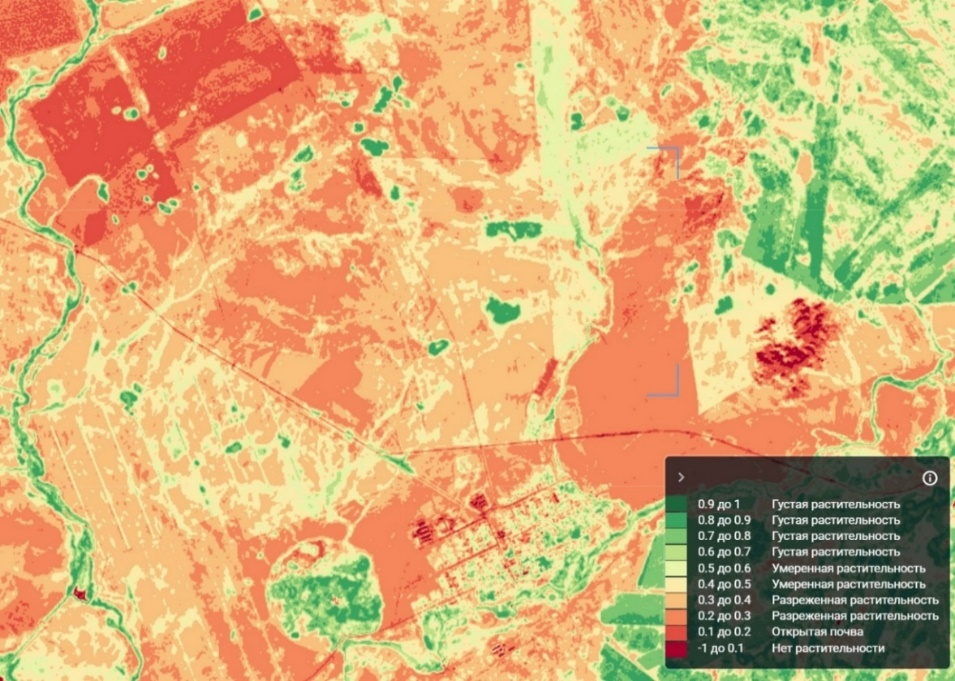 0.9 до 1 Густая растительность
0.8 до 0.9 Густая растительность
0.7 до 0.8 Густая растительность
0.6 до 0.7 Густая растительность
0.5 до 0.6 Умеренная растительность
0.4 до 0.5 Умеренная растительность
0.3 до 0.4 Разреженная растительность
0.2 до 0.3 Разреженная растительность
0.1 до 0.2 Открытая почва
-1 до 0.1 Нет растительности